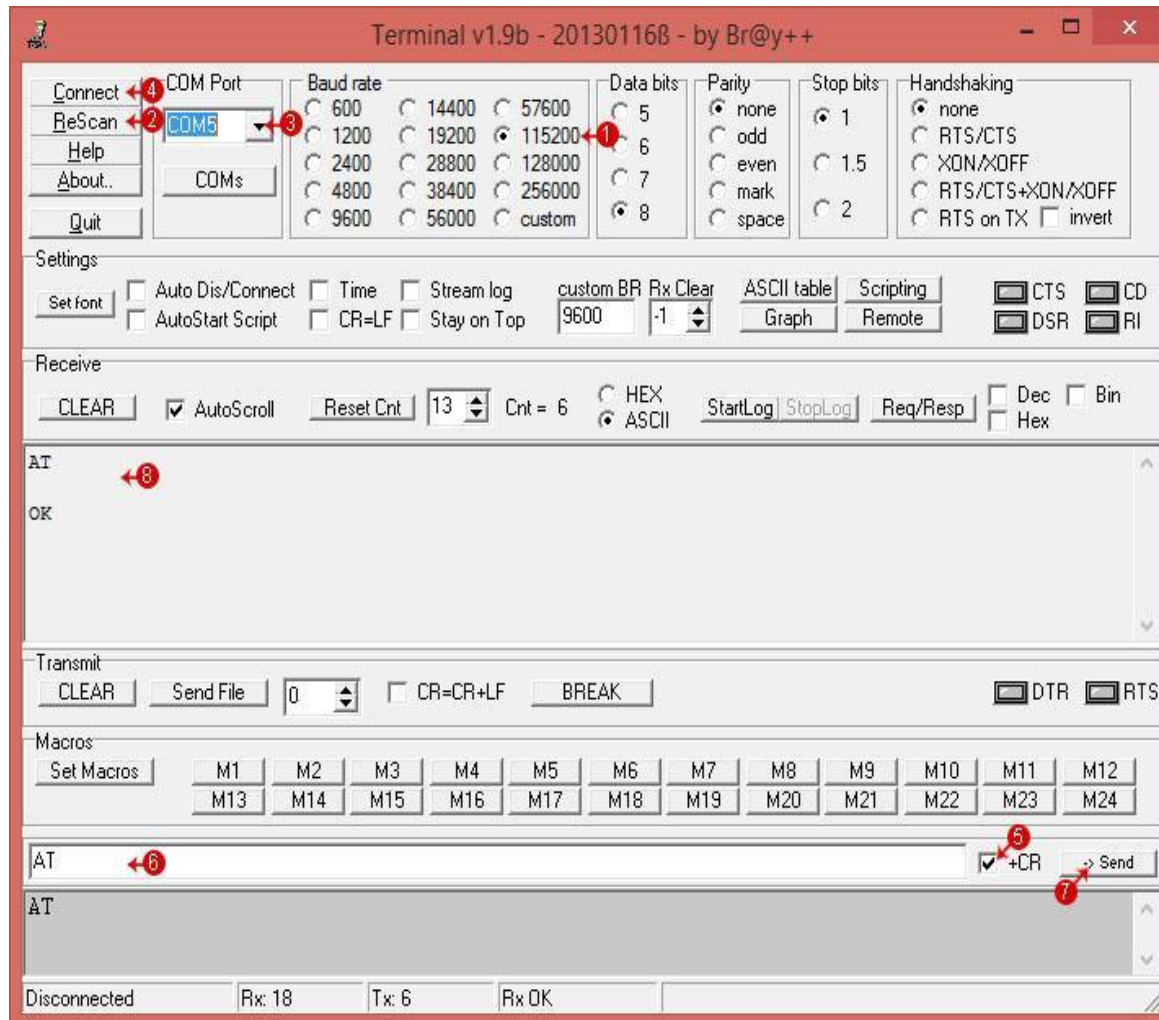 Terminal v1.9b - 20130116ß - by Br@y++
Connect
ReScan
Help
About..
Quit
4
2
COM Port
COM5
3
COMs
Baud rate
600 14400 57600
1200 19200 115200
2400 28800 128000
4800 38400 256000
9600 56000 custom
1
Data bits
5
6
7
8
Parity
none
odd
even
mark
space
Stop bits
1
1.5
2
Handshaking
none
RTS/CTS
XON/XOFF
RTS/CTS+XON/XOFF
RTS on TX invert
Settings
Set font
Auto Dis/Connect Time Stream log
AutoStart Script CR=LF Stay on Top
custom BR Rx Clear
9600 -1
ASCII table Scripting
Graph Remote
CTS CD
DSR RI
Receive
CLEAR AutoScroll Reset Cnt 13 Cnt = 6
HEX
ASCII
StartLog StopLog Req/Resp
Dec Bin
Hex
AT
8
OK
Transmit
CLEAR Send File 0 CR=CR+LF BREAK DTR RTS
Macros
Set Macros M1 M2 M3 M4 M5 M6 M7 M8 M9 M10 M11 M12
M13 M14 M15 M16 M17 M18 M19 M20 M21 M22 M23 M24
5
AT 6 +CR -> Send
7
AT
Disconnected Rx: 18 Tx: 6 Rx OK